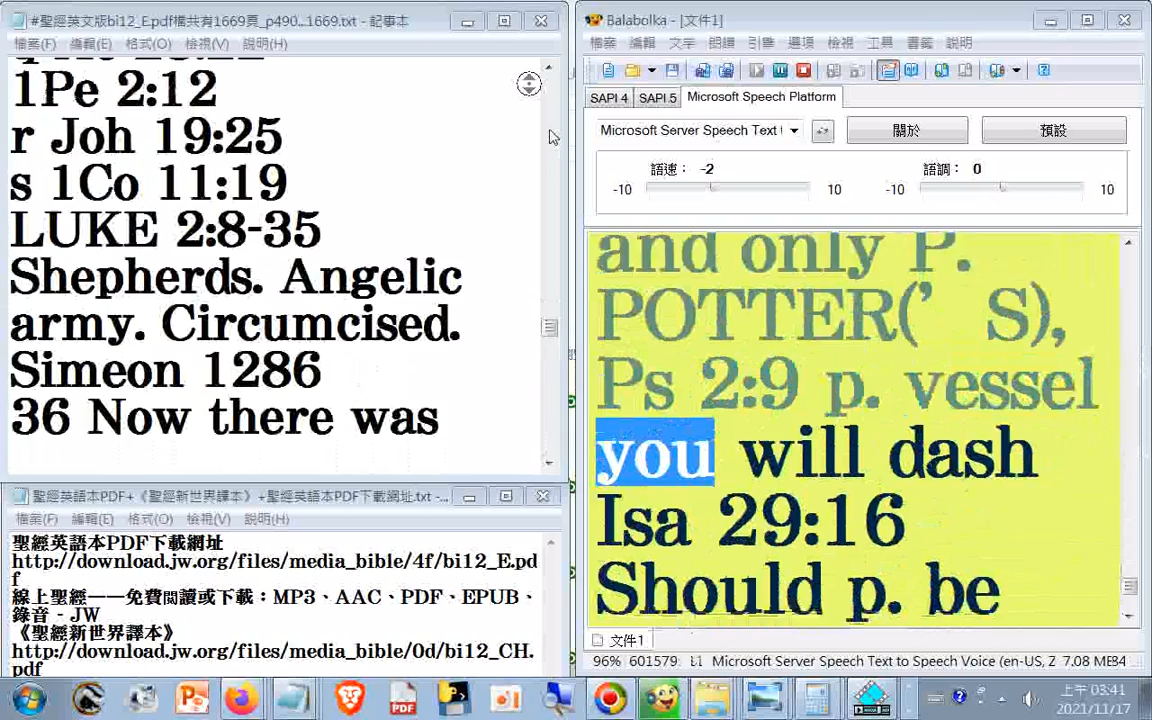 #聖經英文版bi12_E.pdf檔共有1669頁_p490...1669.txt - 記事本
檔案(F) 編輯(E) 格式(O) 檢視(V) 說明(H)
1Pe 2:12
r Joh 19:25
s 1Co 11:19
LUKE 2:8-35
Shepherds. Angelic
army. Circumcised.
Simeon 1286
36 Now there was
聖經英語本PDF+《聖經新世界譯本》+聖經英語本PDF下載網址.txt -...
檔案(F) 編輯(E) 格式(O) 檢視(V) 說明(H)
聖經英語本PDF下載網址
http://download.jw.org/files/media_bible/4f/bi12_E.pd
f
線上聖經——免費閱讀或下載：MP3、AAC、PDF、EPUB、
錄音 - JW
《聖經新世界譯本》
http://download.jw.org/files/media_bible/0d/bi12_CH.
pdf
Balabolka - [文件1]
檔案 編輯 文字 朗讀 引擎 選項 檢視 工具 書籤 說明
SAPI 4 SAPI 5 Microsoft Speech Platform
Microsoft Server Speech Text 關於 預設
語速： -2 語調： 0
-10 10 -10 10
and only P.
POTTER(’S),
Ps 2:9 p. vessel
you will dash
Isa 29:16
Should p. be
文件1
96% 601579: Microsoft Server Speech Text to Speech Voice (en-US, Z 7.08 MB
上午 03:41
2021/11/17